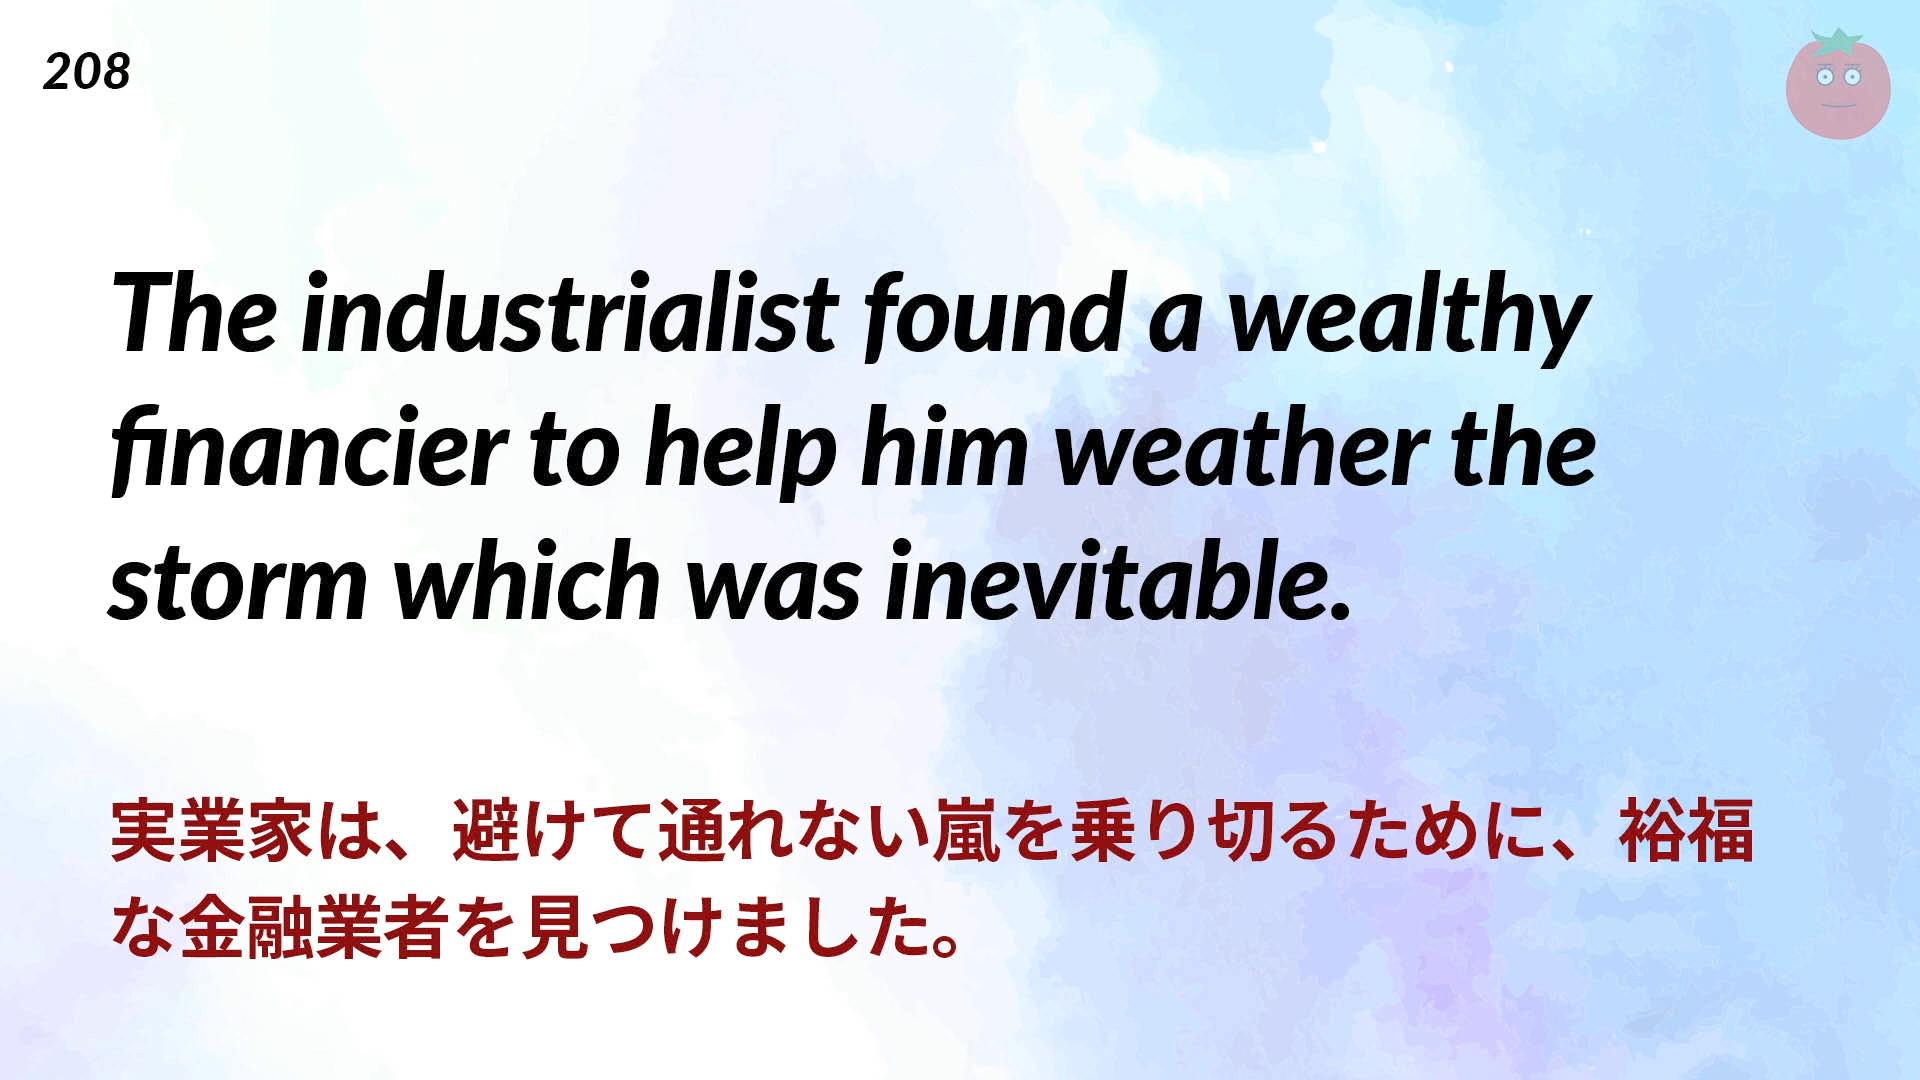 208
The industrialist found a wealthy
financier to help him weather the
storm which was inevitable.
実業家は、避けて通れない嵐を乗り切るために、裕福
な金融業者を見つけました。